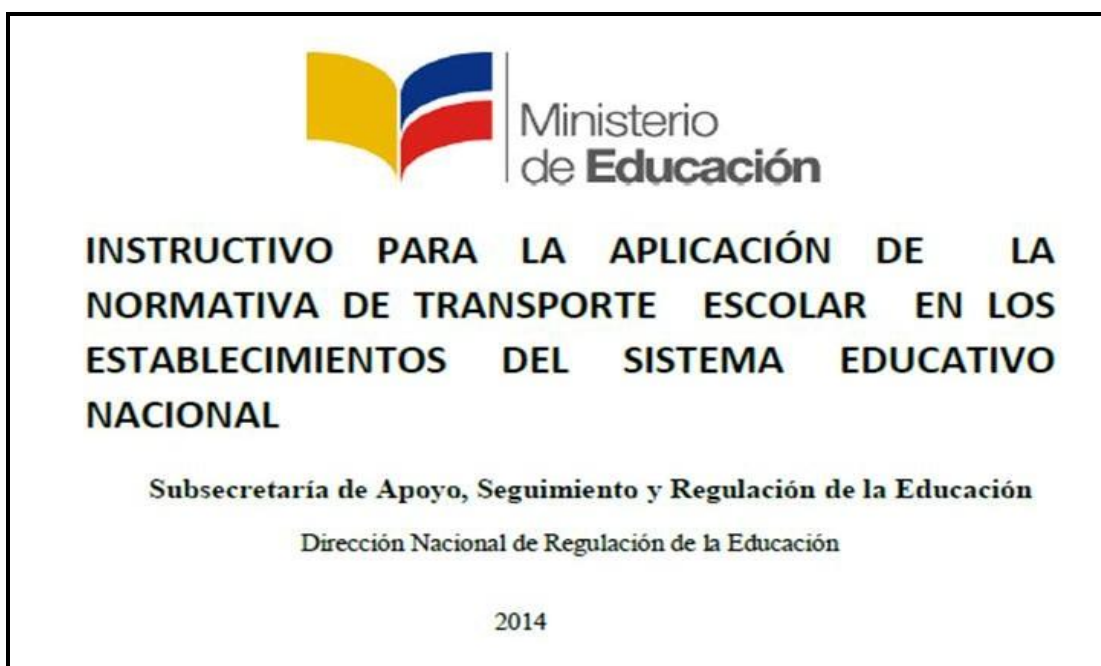 Ministerio
de Educación
INSTRUCTIVO PARA LA APLICACIÓN DE LA
NORMATIVA DE TRANSPORTE ESCOLAR EN LOS
ESTABLECIMIENTOS DEL SISTEMA EDUCATIVO
NACIONAL
Subsecretaría de Apoyo, Seguimiento y Regulación de la Educación
Dirección Nacional de Regulación de la Educación
2014